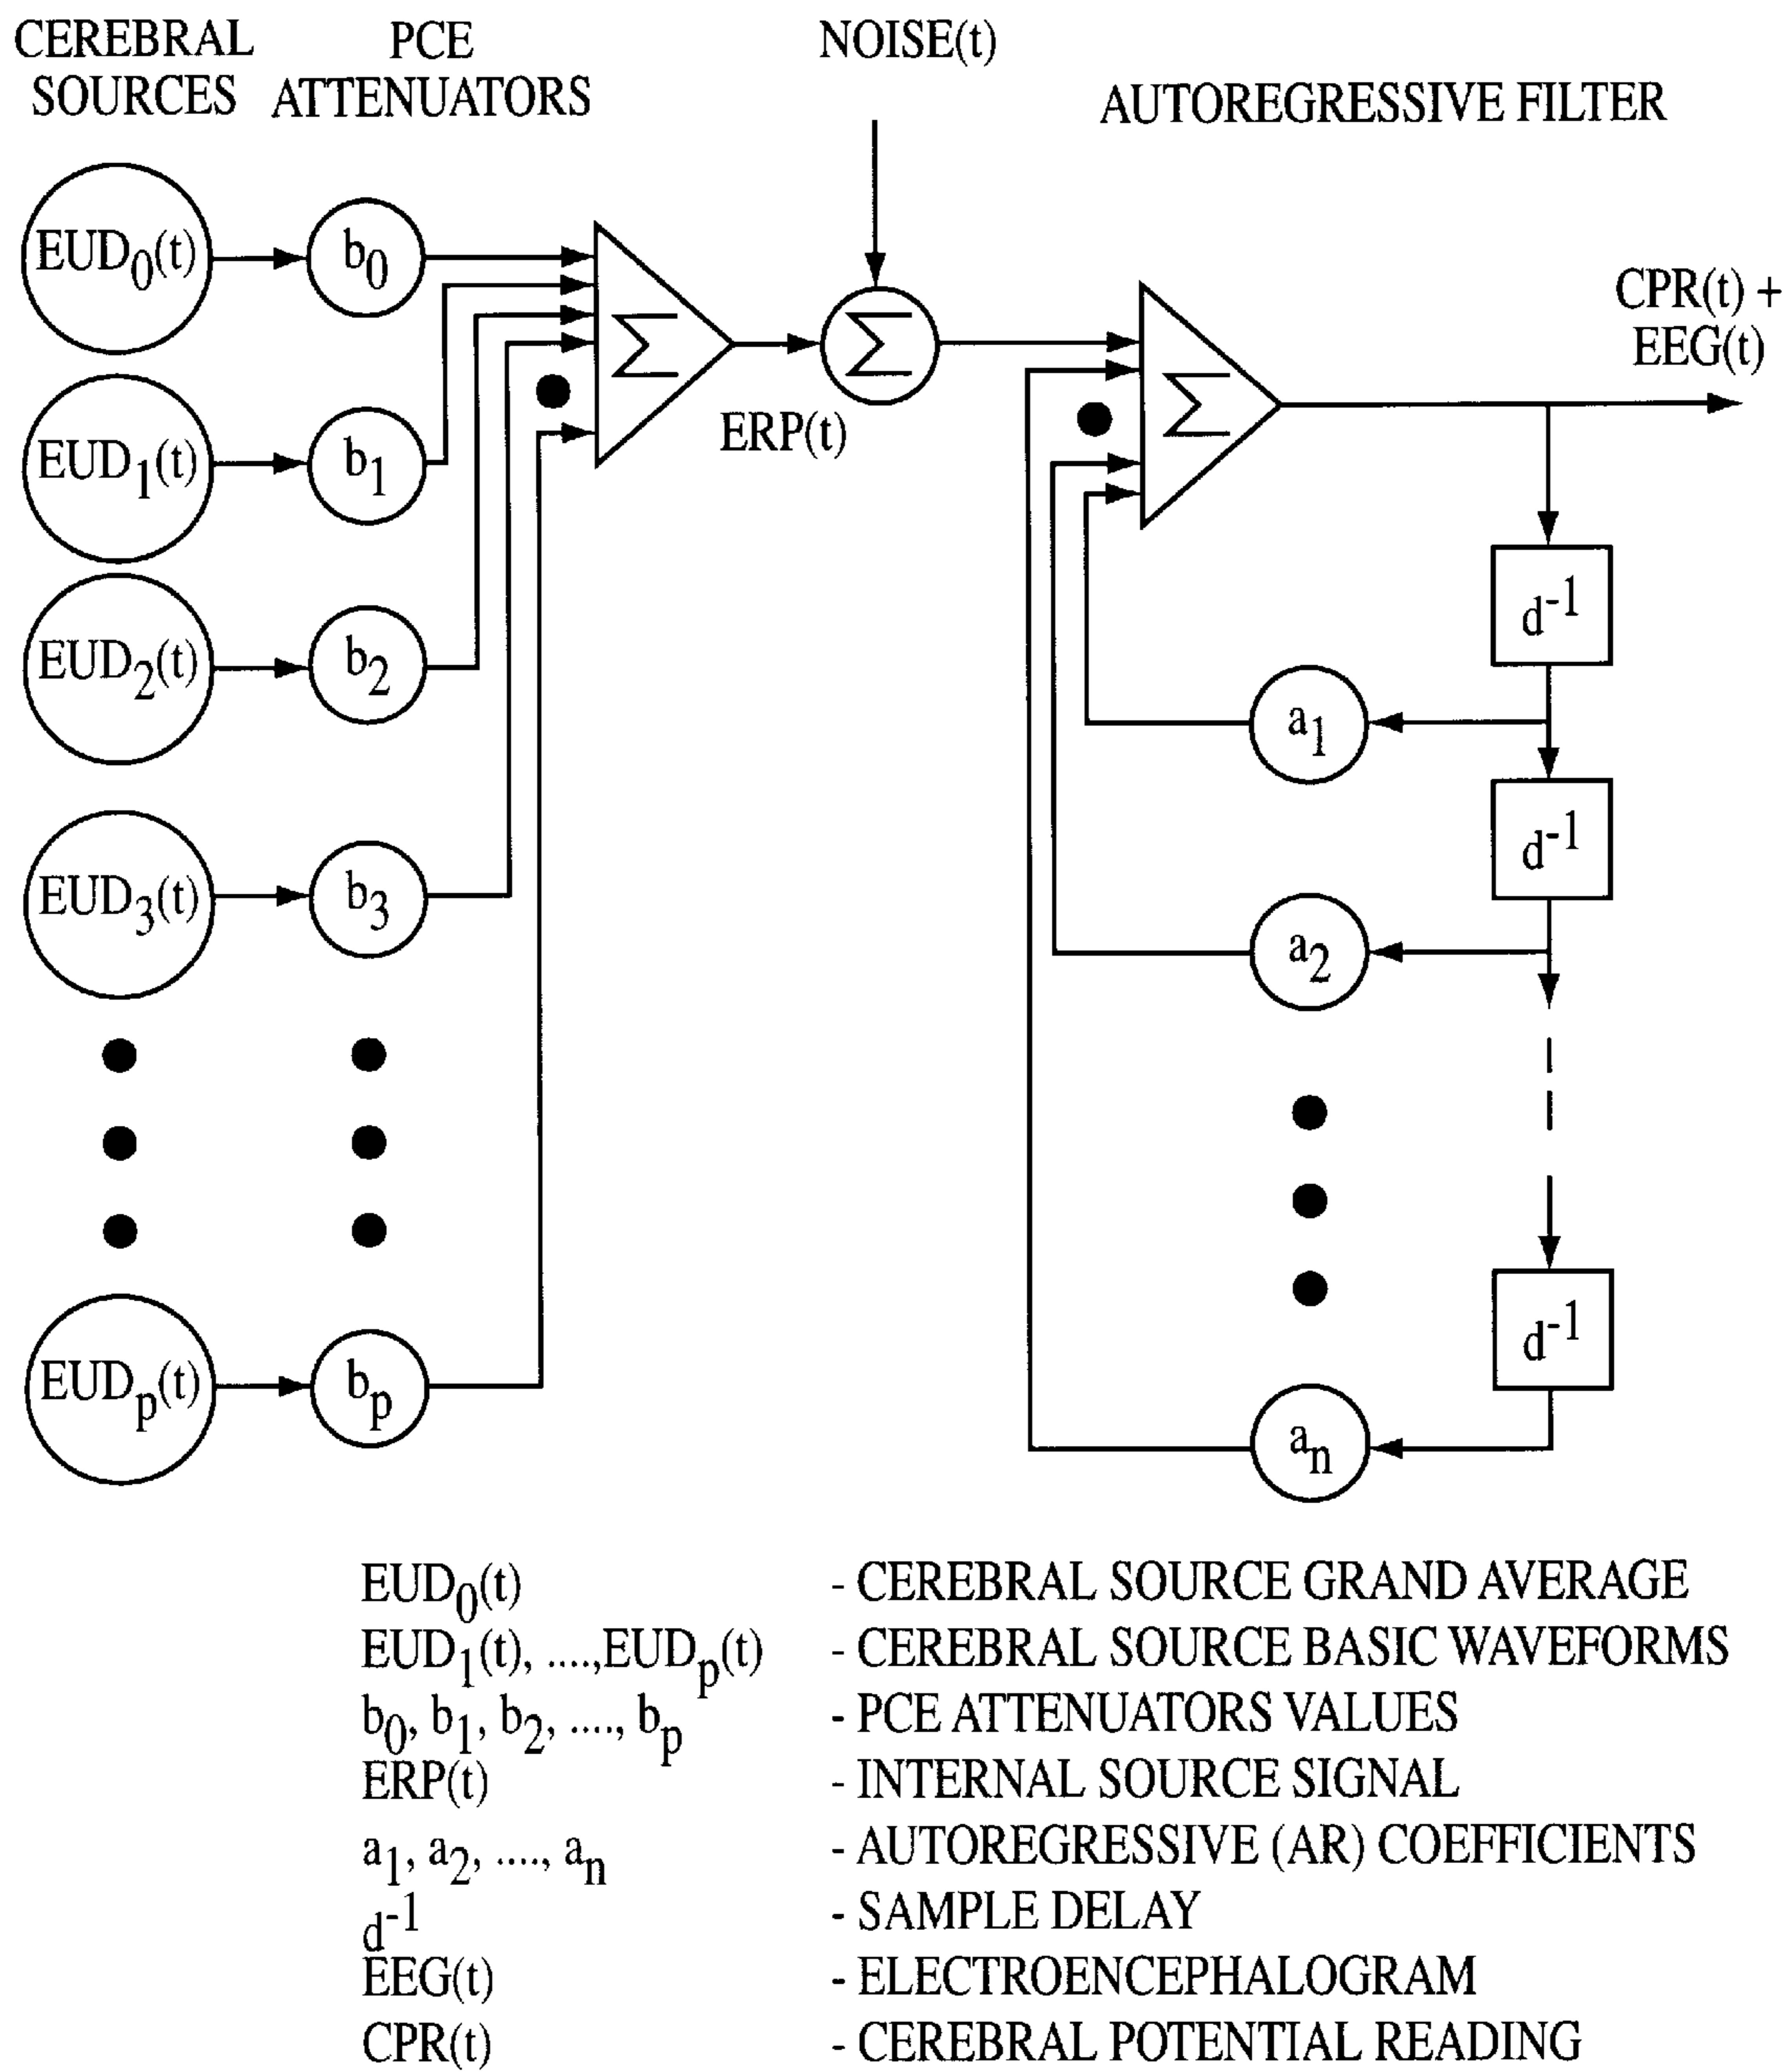 CEREBRAL SOURCES
PCE ATTENUATORS
NOISE(t)
AUTOREGRESSIVE FILTER
EUD₀(t)
b₀
EUD₁(t)
b₁
EUD₂(t)
b₂
EUD₃(t)
b₃
EUDₚ(t)
bₚ
Σ
ERP(t)
Σ
Σ
CPR(t) +
EEG(t)
d⁻¹
a₁
d⁻¹
a₂
d⁻¹
aₙ
EUD₀(t) - CEREBRAL SOURCE GRAND AVERAGE
EUD₁(t), ....,EUDₚ(t) - CEREBRAL SOURCE BASIC WAVEFORMS
b₀, b₁, b₂, ...., bₚ - PCE ATTENUATORS VALUES
ERP(t) - INTERNAL SOURCE SIGNAL
a₁, a₂, ...., aₙ - AUTOREGRESSIVE (AR) COEFFICIENTS
d⁻¹ - SAMPLE DELAY
EEG(t) - ELECTROENCEPHALOGRAM
CPR(t) - CEREBRAL POTENTIAL READING